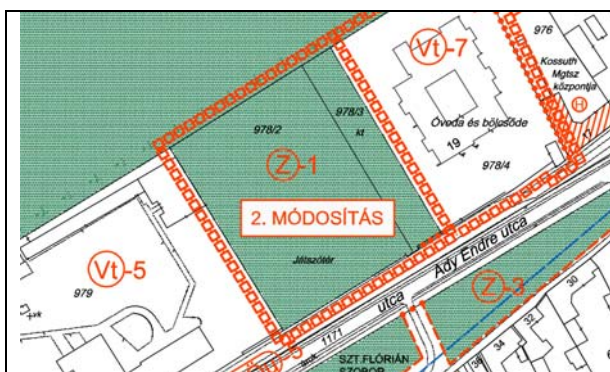 976
Kossuth
Mgtsz
központja
H
Vt-7
978/3
kt
978/2
Óvoda és bölcsőde
19
978/4
Z-1
2. MÓDOSÍTÁS
Játszótér
Vt-5
979
Ady Endre utca
utca
1171
árok
Z-3
SZT.FLÓRIÁN
SZOBOR
30
32
34
36